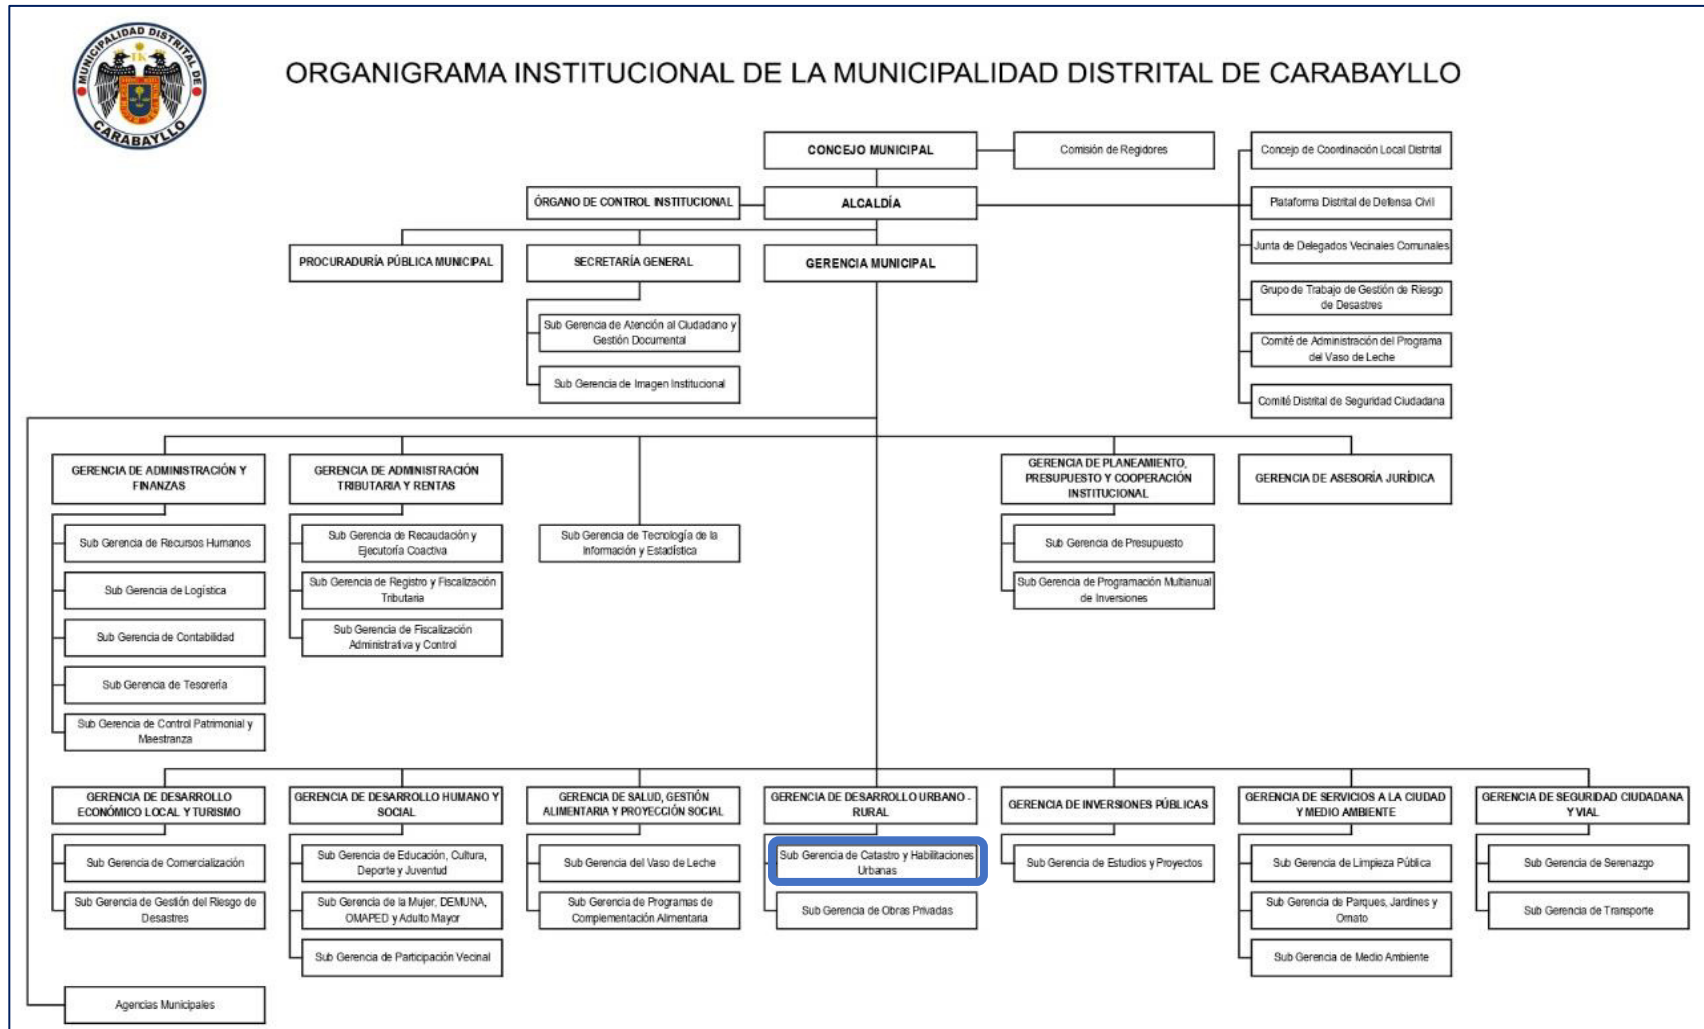 MUNICIPALIDAD DISTRITAL DE
CARABAYLLO
ORGANIGRAMA INSTITUCIONAL DE LA MUNICIPALIDAD DISTRITAL DE CARABAYLLO
CONCEJO MUNICIPAL
Comisión de Regidores
Concejo de Coordinación Local Distrital
ÓRGANO DE CONTROL INSTITUCIONAL
ALCALDÍA
Plataforma Distrital de Defensa Civil
PROCURADURÍA PÚBLICA MUNICIPAL
SECRETARÍA GENERAL
GERENCIA MUNICIPAL
Junta de Delegados Vecinales Comunales
Grupo de Trabajo de Gestión de Riesgo
de Desastres
Sub Gerencia de Atención al Ciudadano y
Gestión Documental
Comité de Administración del Programa
del Vaso de Leche
Sub Gerencia de Imagen Institucional
Comité Distrital de Seguridad Ciudadana
GERENCIA DE ADMINISTRACIÓN Y
FINANZAS
Sub Gerencia de Recursos Humanos
Sub Gerencia de Logística
Sub Gerencia de Contabilidad
Sub Gerencia de Tesorería
Sub Gerencia de Control Patrimonial y
Maestranza
GERENCIA DE ADMINISTRACIÓN
TRIBUTARIA Y RENTAS
Sub Gerencia de Recaudación y
Ejecutoría Coactiva
Sub Gerencia de Registro y Fiscalización
Tributaria
Sub Gerencia de Fiscalización
Administrativa y Control
Sub Gerencia de Tecnología de la
Información y Estadística
GERENCIA DE PLANEAMIENTO,
PRESUPUESTO Y COOPERACIÓN
INSTITUCIONAL
Sub Gerencia de Presupuesto
Sub Gerencia de Programación Multianual
de Inversiones
GERENCIA DE ASESORÍA JURÍDICA
GERENCIA DE DESARROLLO
ECONÓMICO LOCAL Y TURISMO
Sub Gerencia de Comercialización
Sub Gerencia de Gestión del Riesgo de
Desastres
GERENCIA DE DESARROLLO HUMANO Y
SOCIAL
Sub Gerencia de Educación, Cultura,
Deporte y Juventud
Sub Gerencia de la Mujer, DEMUNA,
OMAPED y Adulto Mayor
Sub Gerencia de Participación Vecinal
GERENCIA DE SALUD, GESTIÓN
ALIMENTARIA Y PROYECCIÓN SOCIAL
Sub Gerencia del Vaso de Leche
Sub Gerencia de Programas de
Complementación Alimentaria
GERENCIA DE DESARROLLO URBANO -
RURAL
Sub Gerencia de Catastro y Habilitaciones
Urbanas
Sub Gerencia de Obras Privadas
GERENCIA DE INVERSIONES PÚBLICAS
Sub Gerencia de Estudios y Proyectos
GERENCIA DE SERVICIOS A LA CIUDAD
Y MEDIO AMBIENTE
Sub Gerencia de Limpieza Pública
Sub Gerencia de Parques, Jardines y
Ornato
Sub Gerencia de Medio Ambiente
GERENCIA DE SEGURIDAD CIUDADANA
Y VIAL
Sub Gerencia de Serenazgo
Sub Gerencia de Transporte
Agencias Municipales